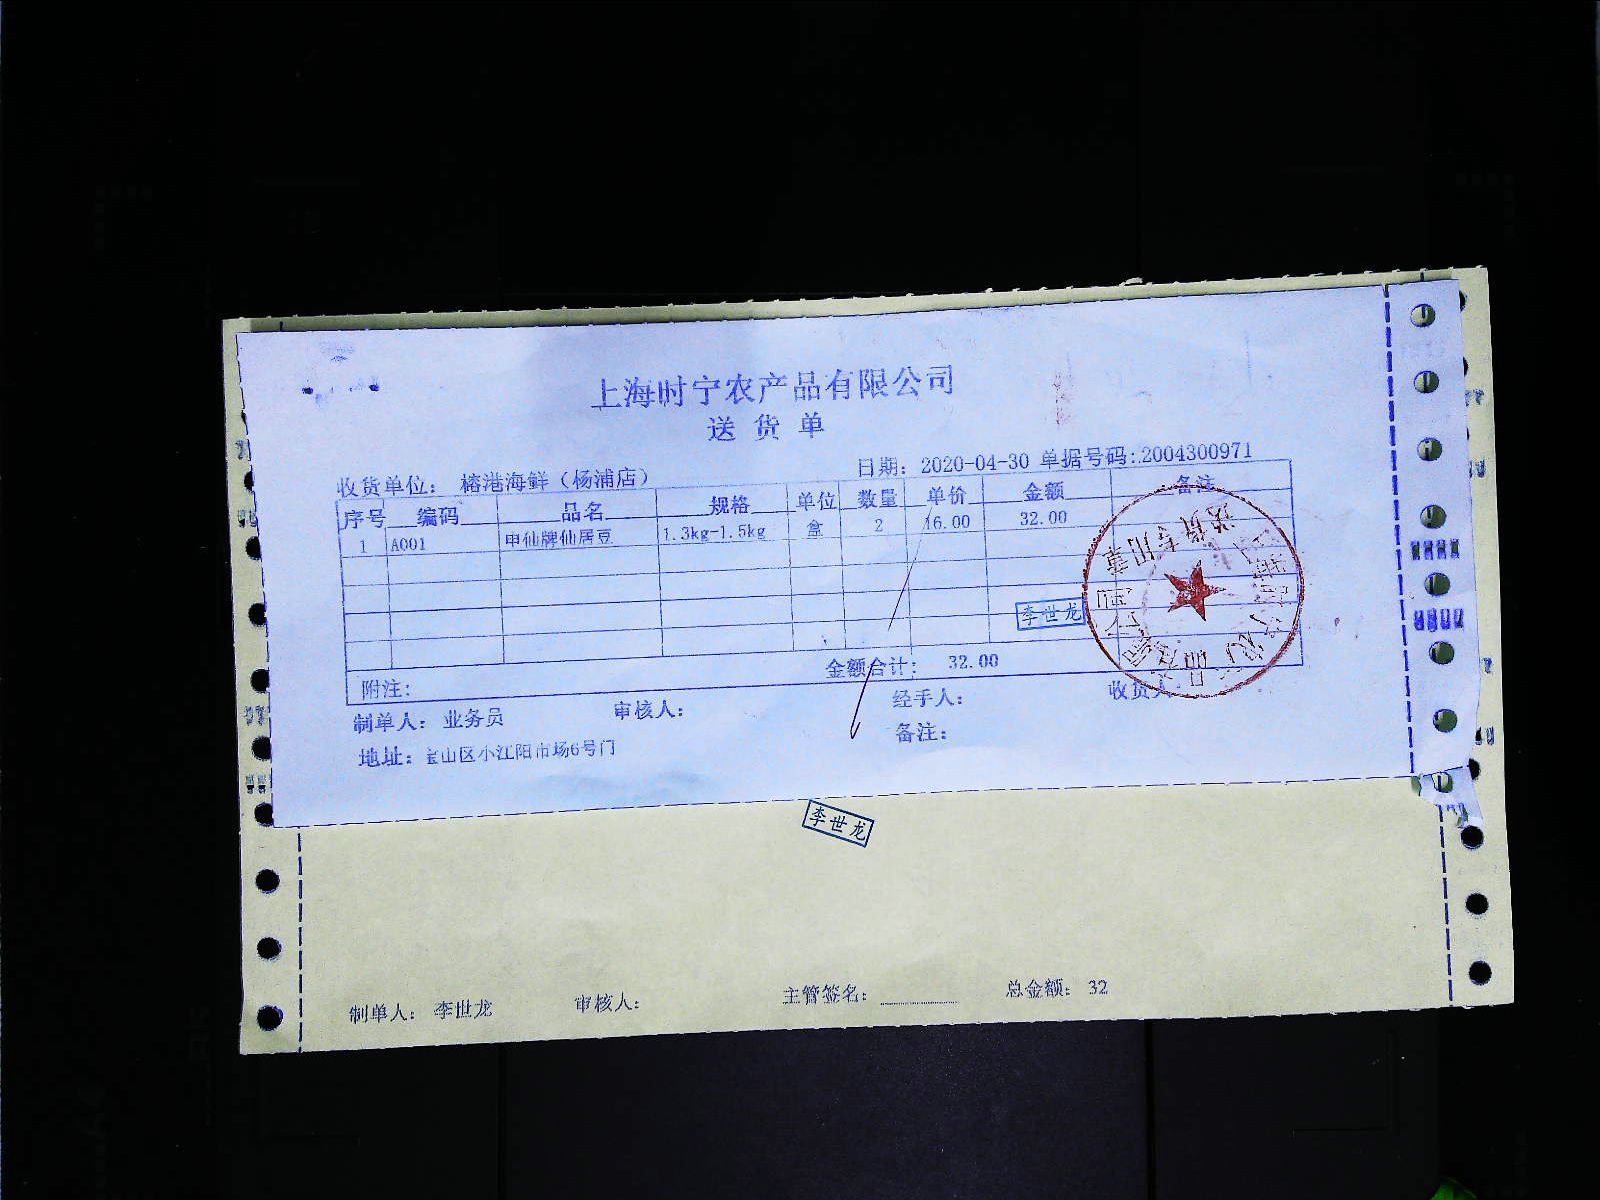 上海时宁农产品有限公司
送货单
收货单位： 椿港海鲜（杨浦店） 日期： 2020-04-30 单据号码：2004300971
序号 编码 品名 规格 单位 数量 单价 金额 备注
1 A001 甲仙牌仙居豆 1.3kg-1.5kg 盒 2 16.00 32.00
李世龙
金额合计： 32.00
附注：
制单人： 业务员 审核人： 经手人： 收货人：
地址： 宝山区小江阳市场6号门 备注：
送货专用章
李世龙
制单人： 李世龙 审核人： 主管签名： 总金额： 32